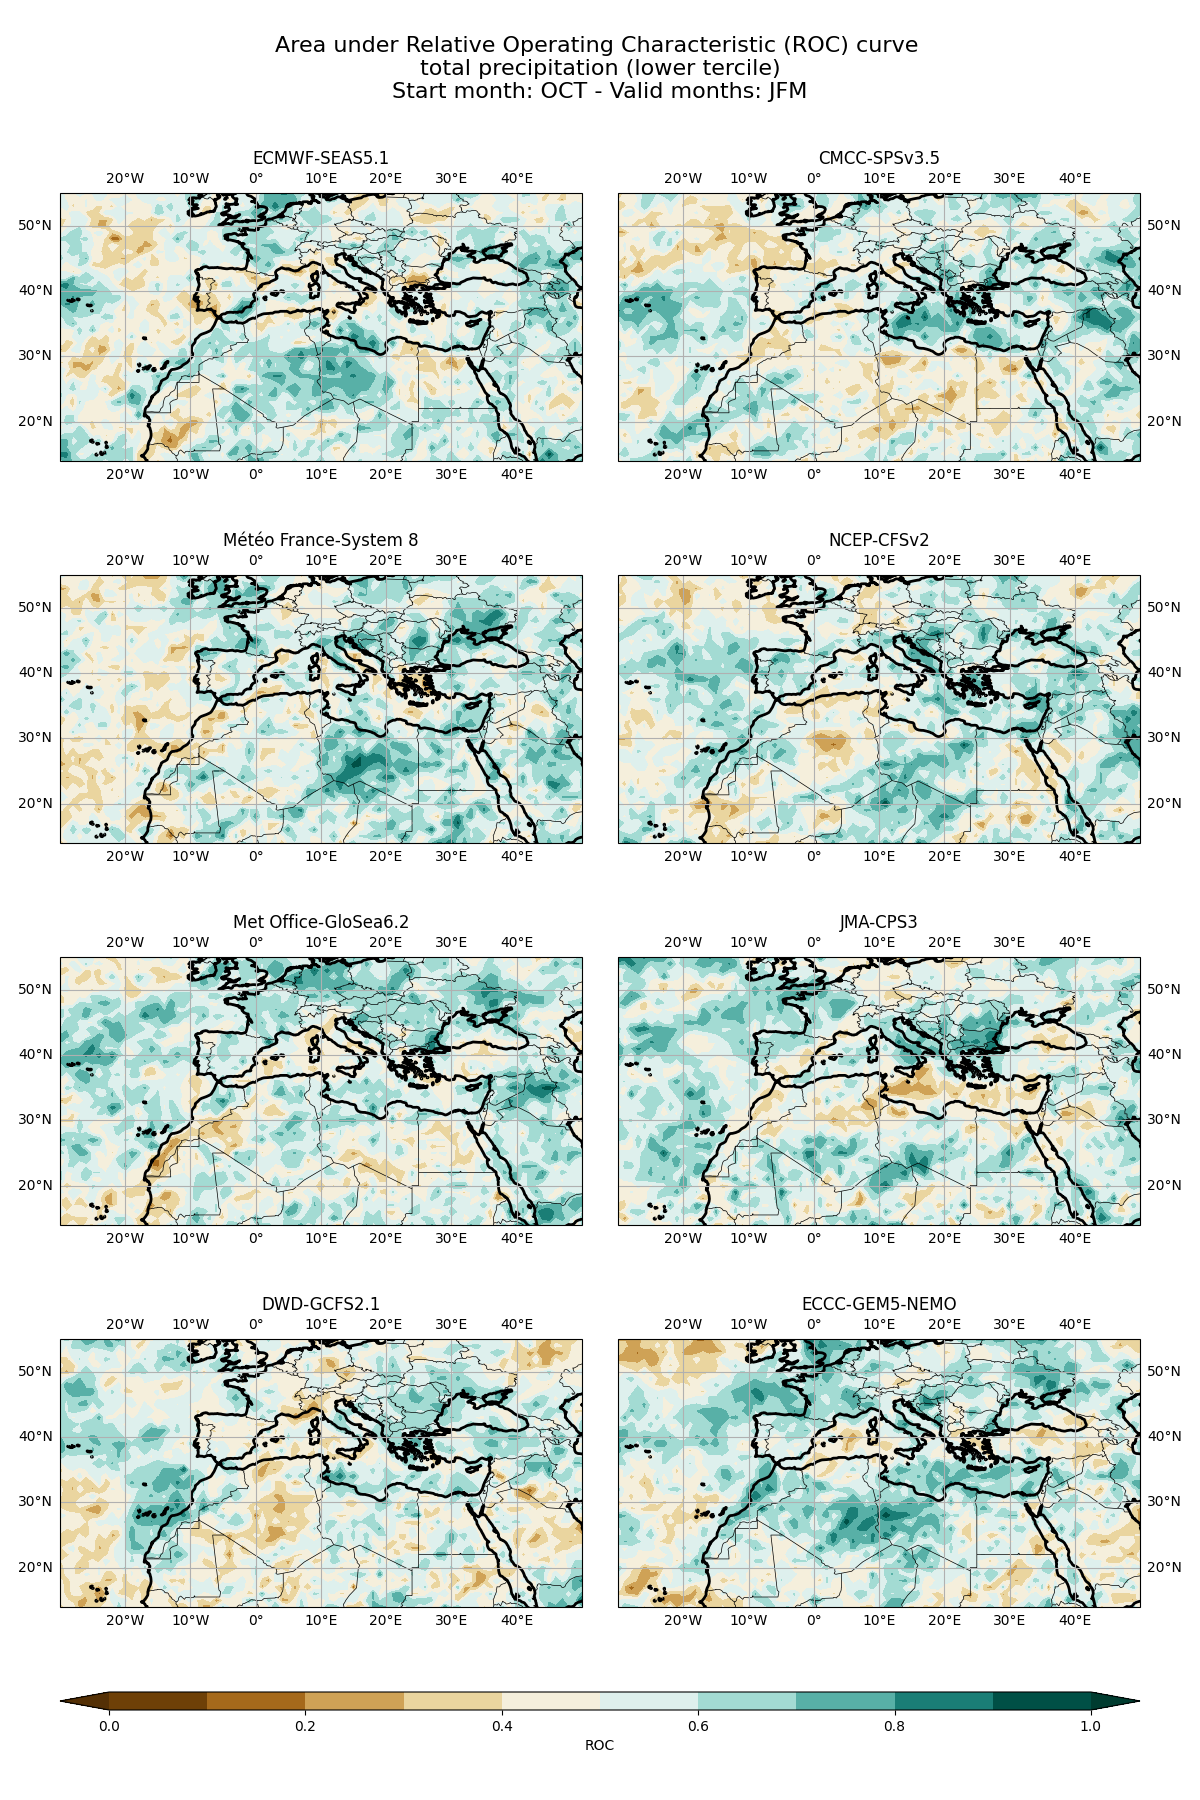 Area under Relative Operating Characteristic (ROC) curve
total precipitation (lower tercile)
Start month: OCT - Valid months: JFM
ECMWF-SEAS5.1
20°W 10°W 0° 10°E 20°E 30°E 40°E
50°N
40°N
30°N
20°N
20°W 10°W 0° 10°E 20°E 30°E 40°E
CMCC-SPSv3.5
20°W 10°W 0° 10°E 20°E 30°E 40°E
50°N
40°N
30°N
20°N
20°W 10°W 0° 10°E 20°E 30°E 40°E
Météo France-System 8
20°W 10°W 0° 10°E 20°E 30°E 40°E
50°N
40°N
30°N
20°N
20°W 10°W 0° 10°E 20°E 30°E 40°E
NCEP-CFSv2
20°W 10°W 0° 10°E 20°E 30°E 40°E
50°N
40°N
30°N
20°N
20°W 10°W 0° 10°E 20°E 30°E 40°E
Met Office-GloSea6.2
20°W 10°W 0° 10°E 20°E 30°E 40°E
50°N
40°N
30°N
20°N
20°W 10°W 0° 10°E 20°E 30°E 40°E
JMA-CPS3
20°W 10°W 0° 10°E 20°E 30°E 40°E
50°N
40°N
30°N
20°N
20°W 10°W 0° 10°E 20°E 30°E 40°E
DWD-GCFS2.1
20°W 10°W 0° 10°E 20°E 30°E 40°E
50°N
40°N
30°N
20°N
20°W 10°W 0° 10°E 20°E 30°E 40°E
ECCC-GEM5-NEMO
20°W 10°W 0° 10°E 20°E 30°E 40°E
50°N
40°N
30°N
20°N
20°W 10°W 0° 10°E 20°E 30°E 40°E
0.0 0.2 0.4 0.6 0.8 1.0
ROC